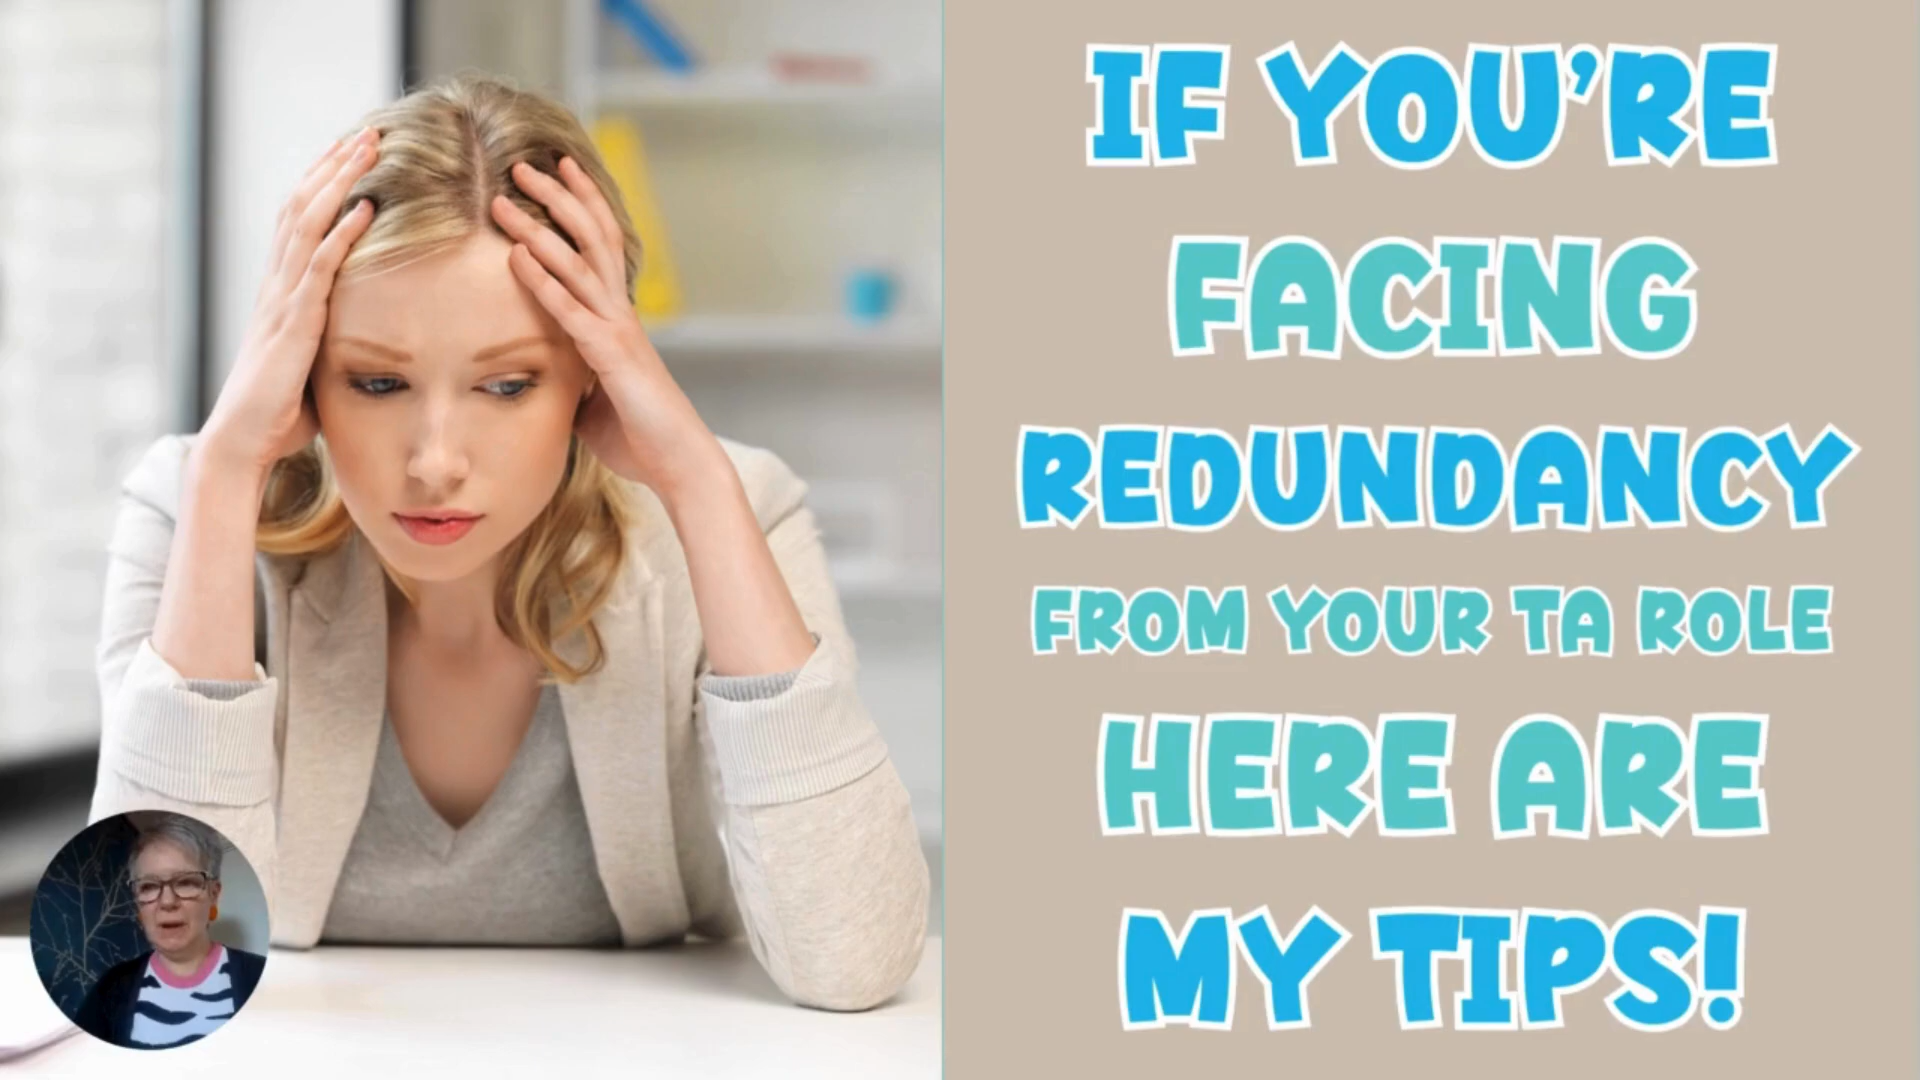 IF YOU'RE
FACING
REDUNDANCY
FROM YOUR TA ROLE
HERE ARE
MY TIPS!